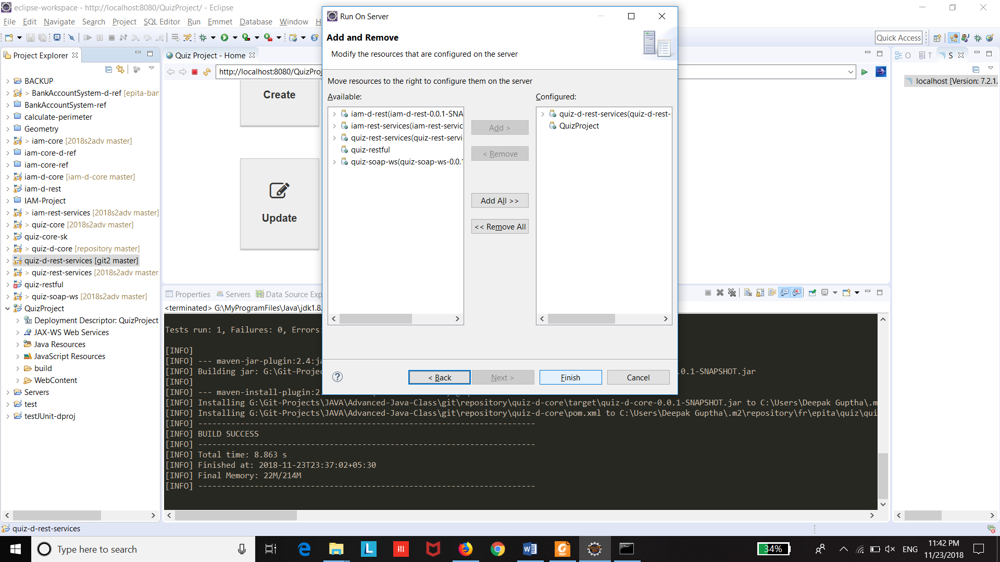 eclipse-workspace - http://localhost:8080/QuizProject/ - Eclipse
File Edit Navigate Search Project SQL Editor Run Emmet Database Window H
Quick Access
Project Explorer
BACKUP
> BankAccountSystem-d-ref [epita-ban
BankAccountSystem-ref
calculate-perimeter
Geometry
> iam-core [2018s2adv master]
iam-core-d-ref
iam-core-ref
iam-d-core [iam-d-core master]
iam-d-rest
IAM-Project
> iam-rest-services [2018s2adv master]
> quiz-core [2018s2adv master]
quiz-core-sk
> quiz-d-core [repository master]
quiz-d-rest-services [git2 master]
> quiz-rest-services [2018s2adv master
quiz-restful
> quiz-soap-ws [2018s2adv master]
QuizProject
Deployment Descriptor: QuizProject
JAX-WS Web Services
Java Resources
JavaScript Resources
build
WebContent
Servers
test
testJUnit-dproj
Quiz Project - Home
http://localhost:8080/QuizProj
Create
Update
Run On Server
Add and Remove
Modify the resources that are configured on the server
Move resources to the right to configure them on the server
Available:
iam-d-rest(iam-d-rest-0.0.1-SNA
iam-rest-services(iam-rest-servic
quiz-rest-services(quiz-rest-servi
quiz-restful
quiz-soap-ws(quiz-soap-ws-0.0.1
Add >
< Remove
Add All >>
<< Remove All
Configured:
quiz-d-rest-services(quiz-d-rest-
QuizProject
< Back
Next >
Finish
Cancel
O
T
S
localhost [Version: 7.2.1.
Properties
Servers
Data Source Exp
<terminated> G:\MyProgramFiles\Java\jdk1.8.
Tests run: 1, Failures: 0, Errors:
[INFO]
[INFO] --- maven-jar-plugin:2.4:ja
[INFO] Building jar: G:\Git-Projec .0.1-SNAPSHOT.jar
[INFO]
[INFO] --- maven-install-plugin:2.
[INFO] Installing G:\Git-Projects\JAVA\Advanced-Java-Class\git\repository\quiz-d-core\target\quiz-d-core-0.0.1-SNAPSHOT.jar to C:\Users\Deepak Guptha\.m
[INFO] Installing G:\Git-Projects\JAVA\Advanced-Java-Class\git\repository\quiz-d-core\pom.xml to C:\Users\Deepak Guptha\.m2\repository\fr\epita\quiz\qui
[INFO] ------------------------------------------------------------------------
[INFO] BUILD SUCCESS
[INFO] ------------------------------------------------------------------------
[INFO] Total time: 8.863 s
[INFO] Finished at: 2018-11-23T23:37:02+05:30
[INFO] Final Memory: 22M/214M
[INFO] ------------------------------------------------------------------------
quiz-d-rest-services
Type here to search
34%
ENG
11:42 PM
11/23/2018